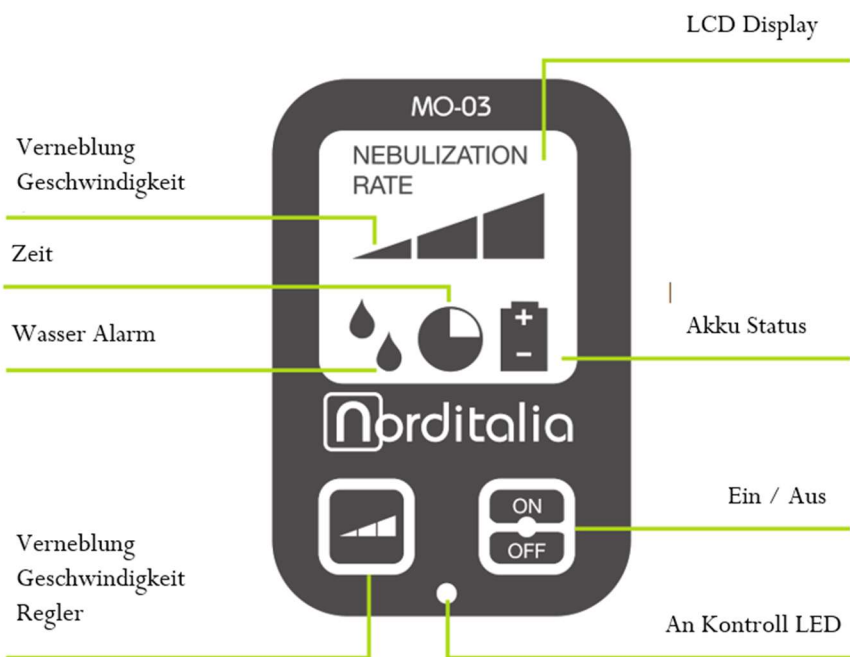 LCD Display
MO-03
NEBULIZATION
RATE
Verneblung
Geschwindigkeit
Zeit
Wasser Alarm
+
−
Akku Status
Norditalia
ON
OFF
Ein / Aus
Verneblung
Geschwindigkeit
Regler
An Kontroll LED